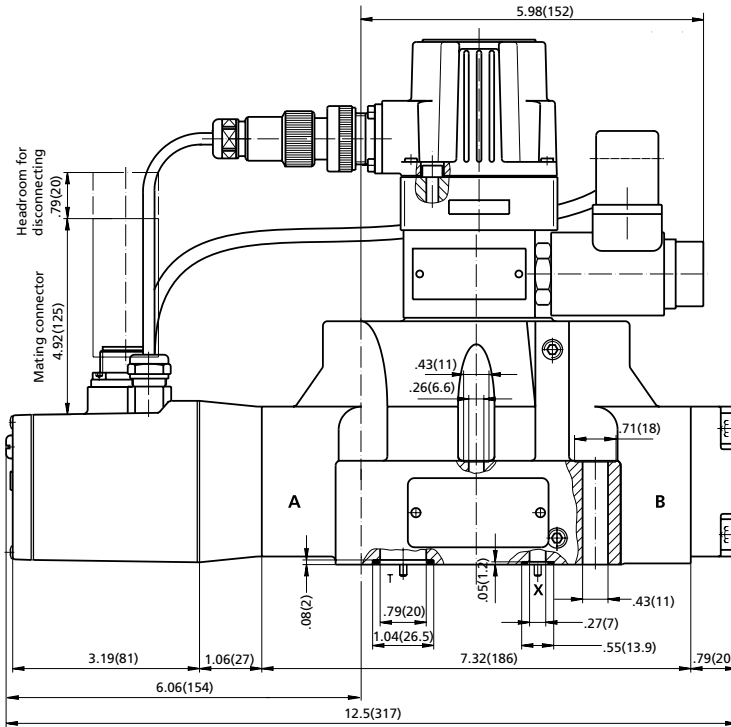 5.98(152)
Headroom for
disconnecting
.79(20)
Mating connector
4.92(125)
.43(11)
.26(6.6)
.71(18)
A
B
T
X
.08(2)
.05(1.2)
.79(20)
1.04(26.5)
.43(11)
.27(7)
.55(13.9)
3.19(81)
1.06(27)
7.32(186)
.79(20
6.06(154)
12.5(317)